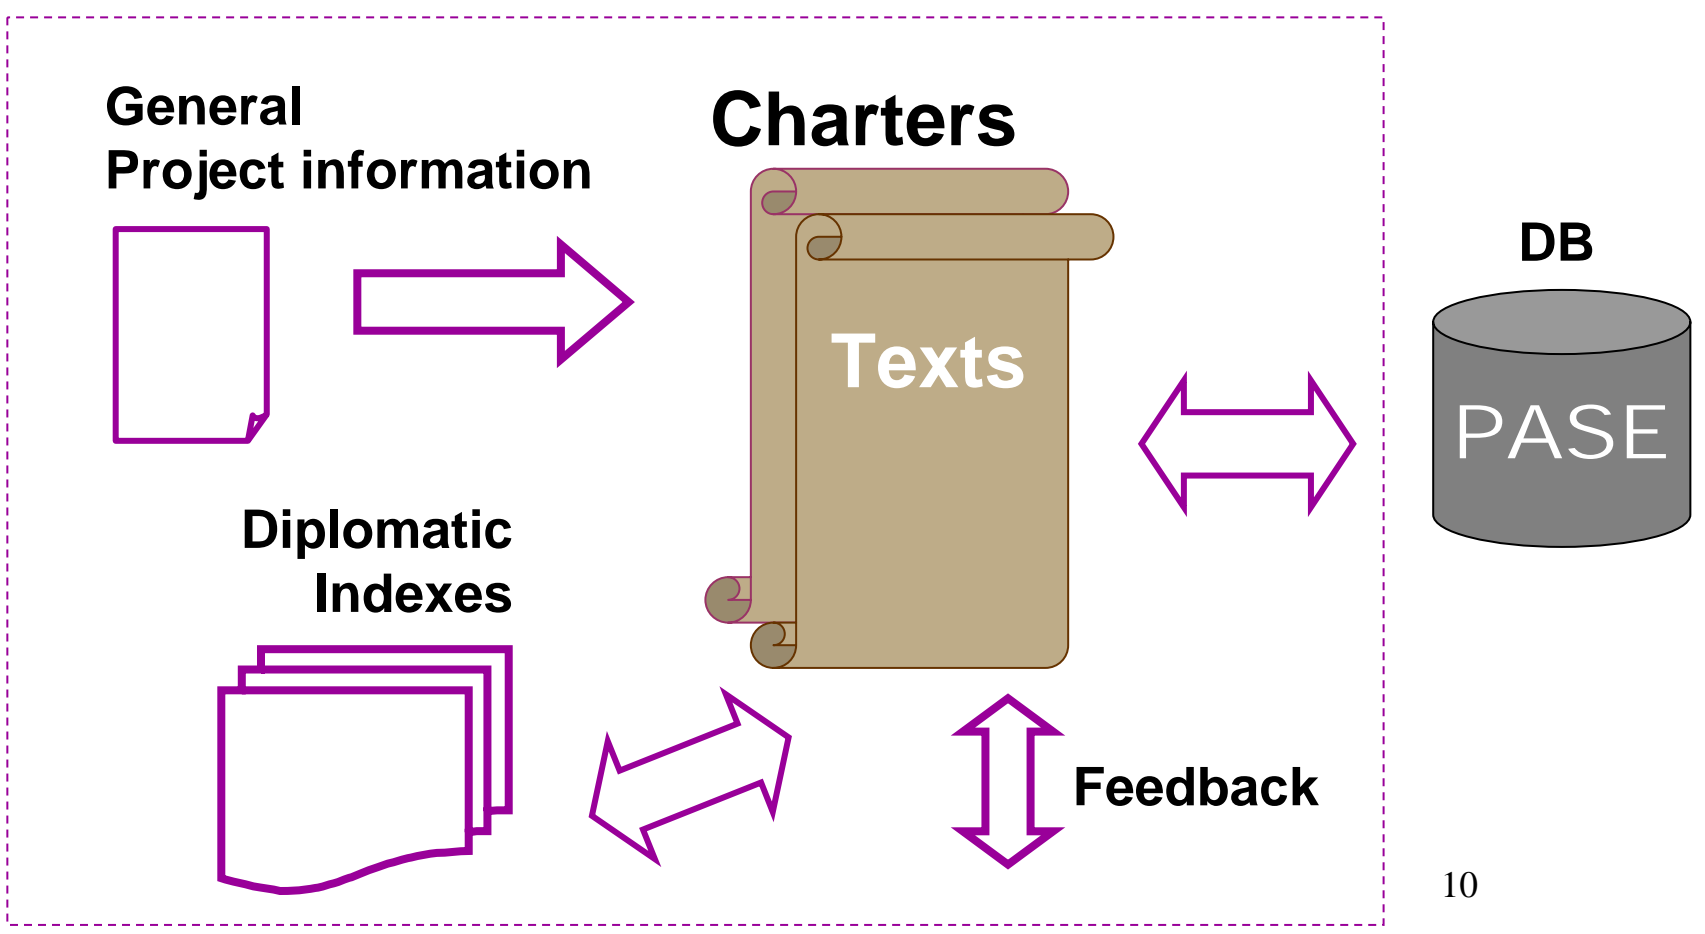 General
Project information
Charters
Texts
DB
PASE
Diplomatic
Indexes
Feedback
10